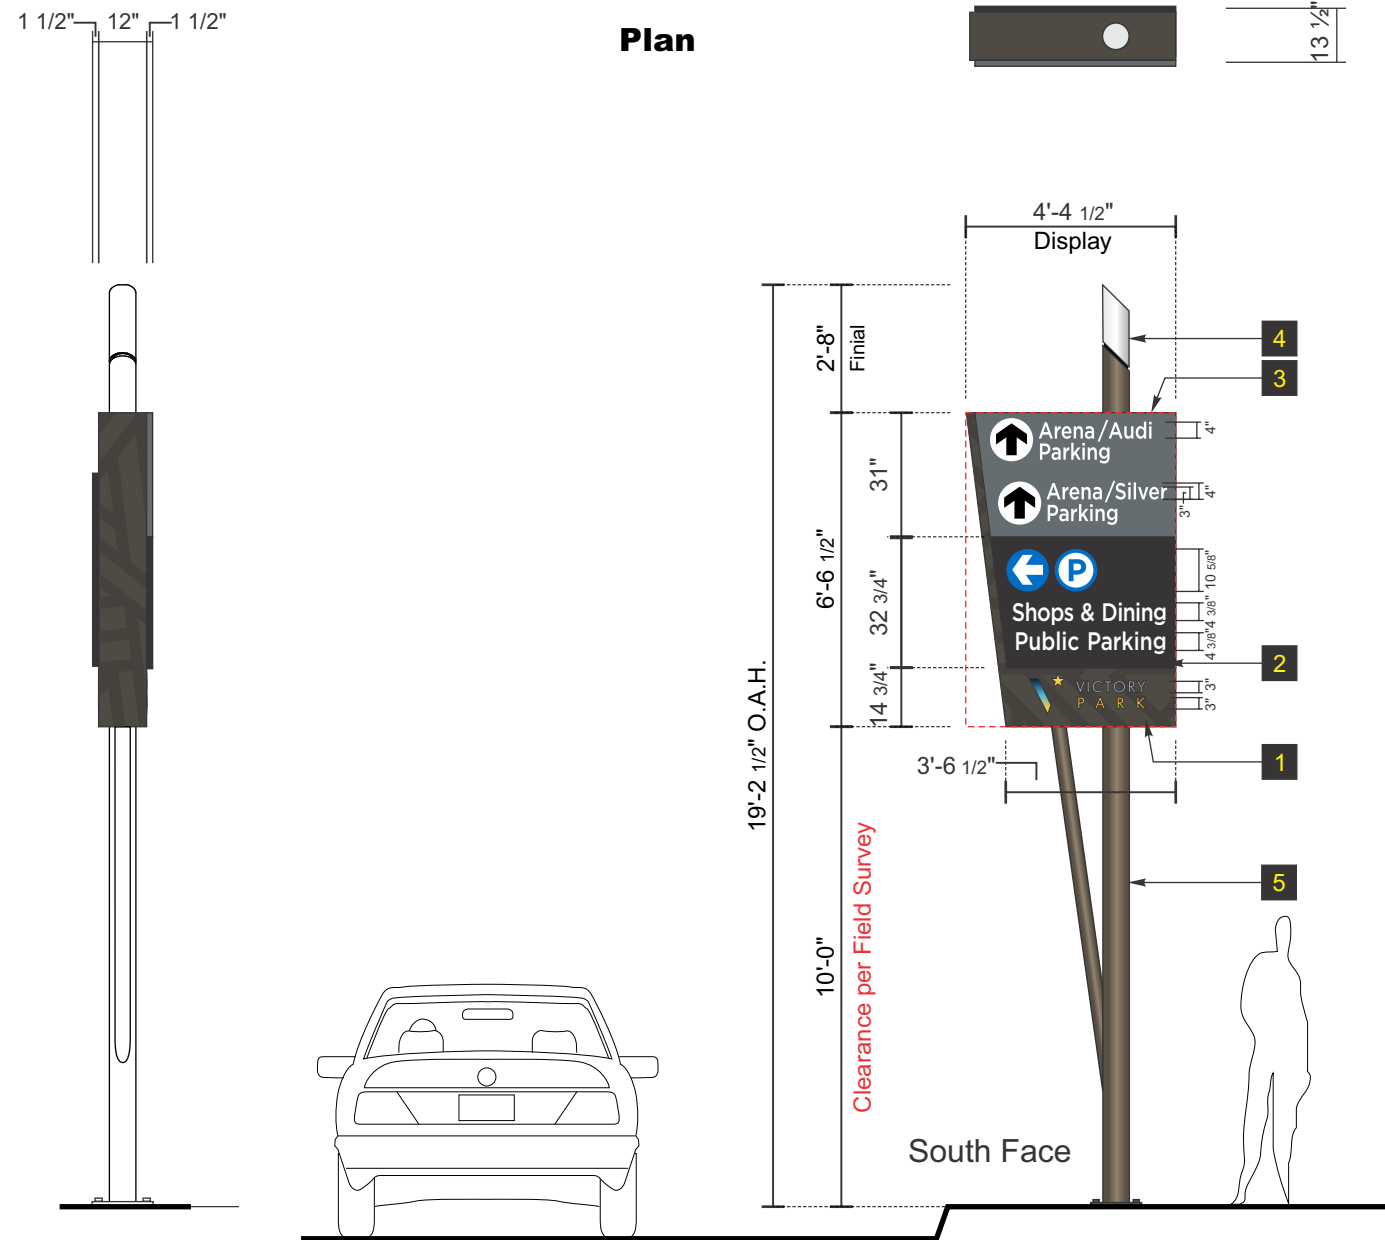 1 1/2" 12" 1 1/2"
Plan
13 ½"
4'-4 1/2"
Display
2'-8"
Finial
4
3
Arena/Audi
Parking
4"
31"
Arena/Silver
Parking
4"
3"
6'-6 1/2"
P
10 5/8"
32 3/4"
Shops & Dining
4 3/8"
Public Parking
4 3/8"
2
14 3/4"
VICTORY
3"
PARK
3"
19'-2 1/2" O.A.H.
3'-6 1/2"
1
10'-0"
Clearance per Field Survey
5
South Face